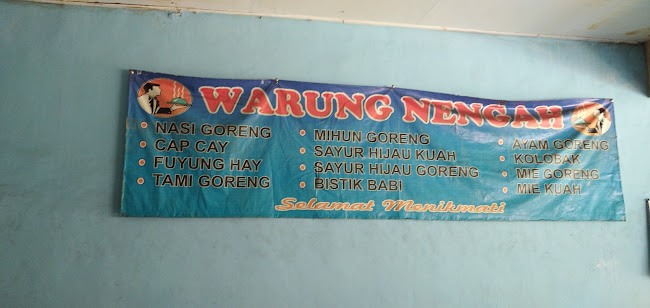 WARUNG NENGAH
NASI GORENG
CAP CAY
FUYUNG HAY
TAMI GORENG
MIHUN GORENG
SAYUR HIJAU KUAH
SAYUR HIJAU GORENG
BISTIK BABI
AYAM GORENG
KOLOBAK
MIE GORENG
MIE KUAH
Selamat Menikmati